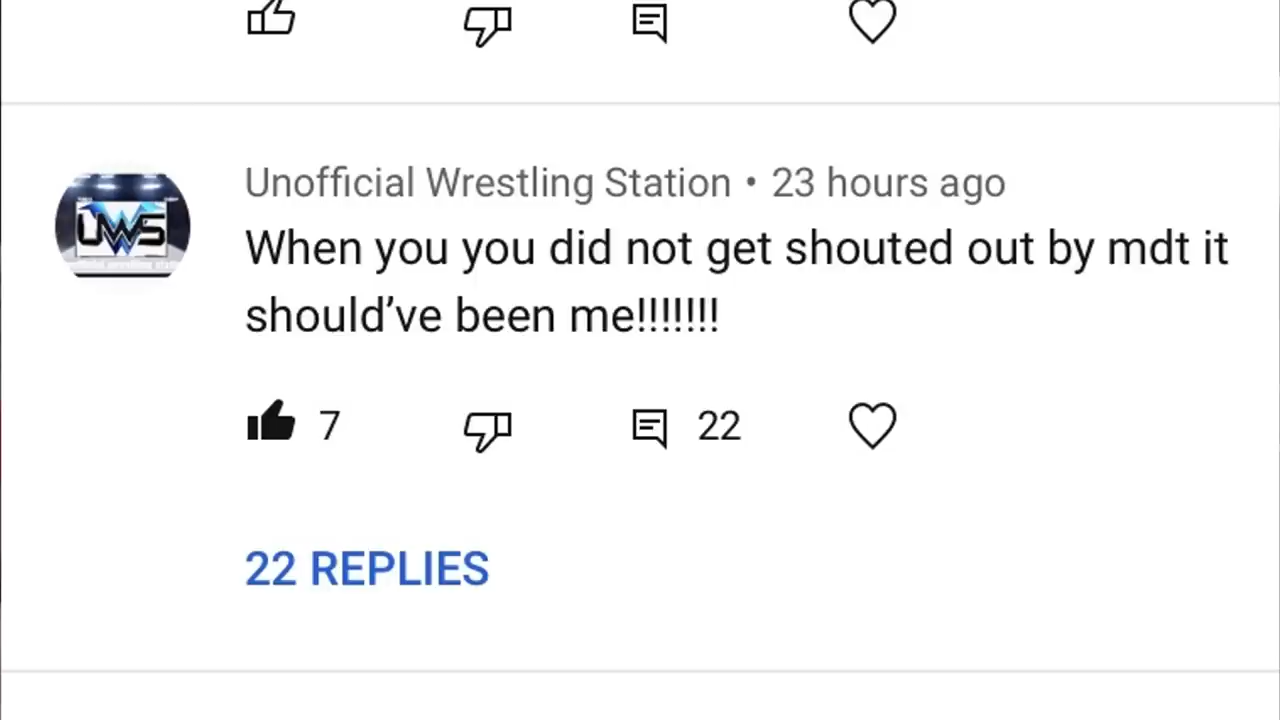 Unofficial Wrestling Station • 23 hours ago
UWS
When you you did not get shouted out by mdt it
should’ve been me!!!!!!!
7
22
22 REPLIES